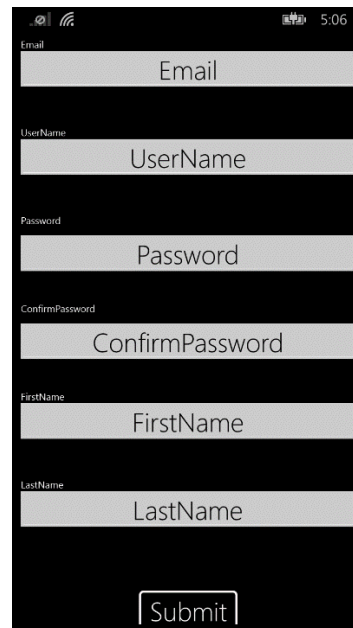 5:06
Email
Email
UserName
UserName
Password
Password
ConfirmPassword
ConfirmPassword
FirstName
FirstName
LastName
LastName
Submit